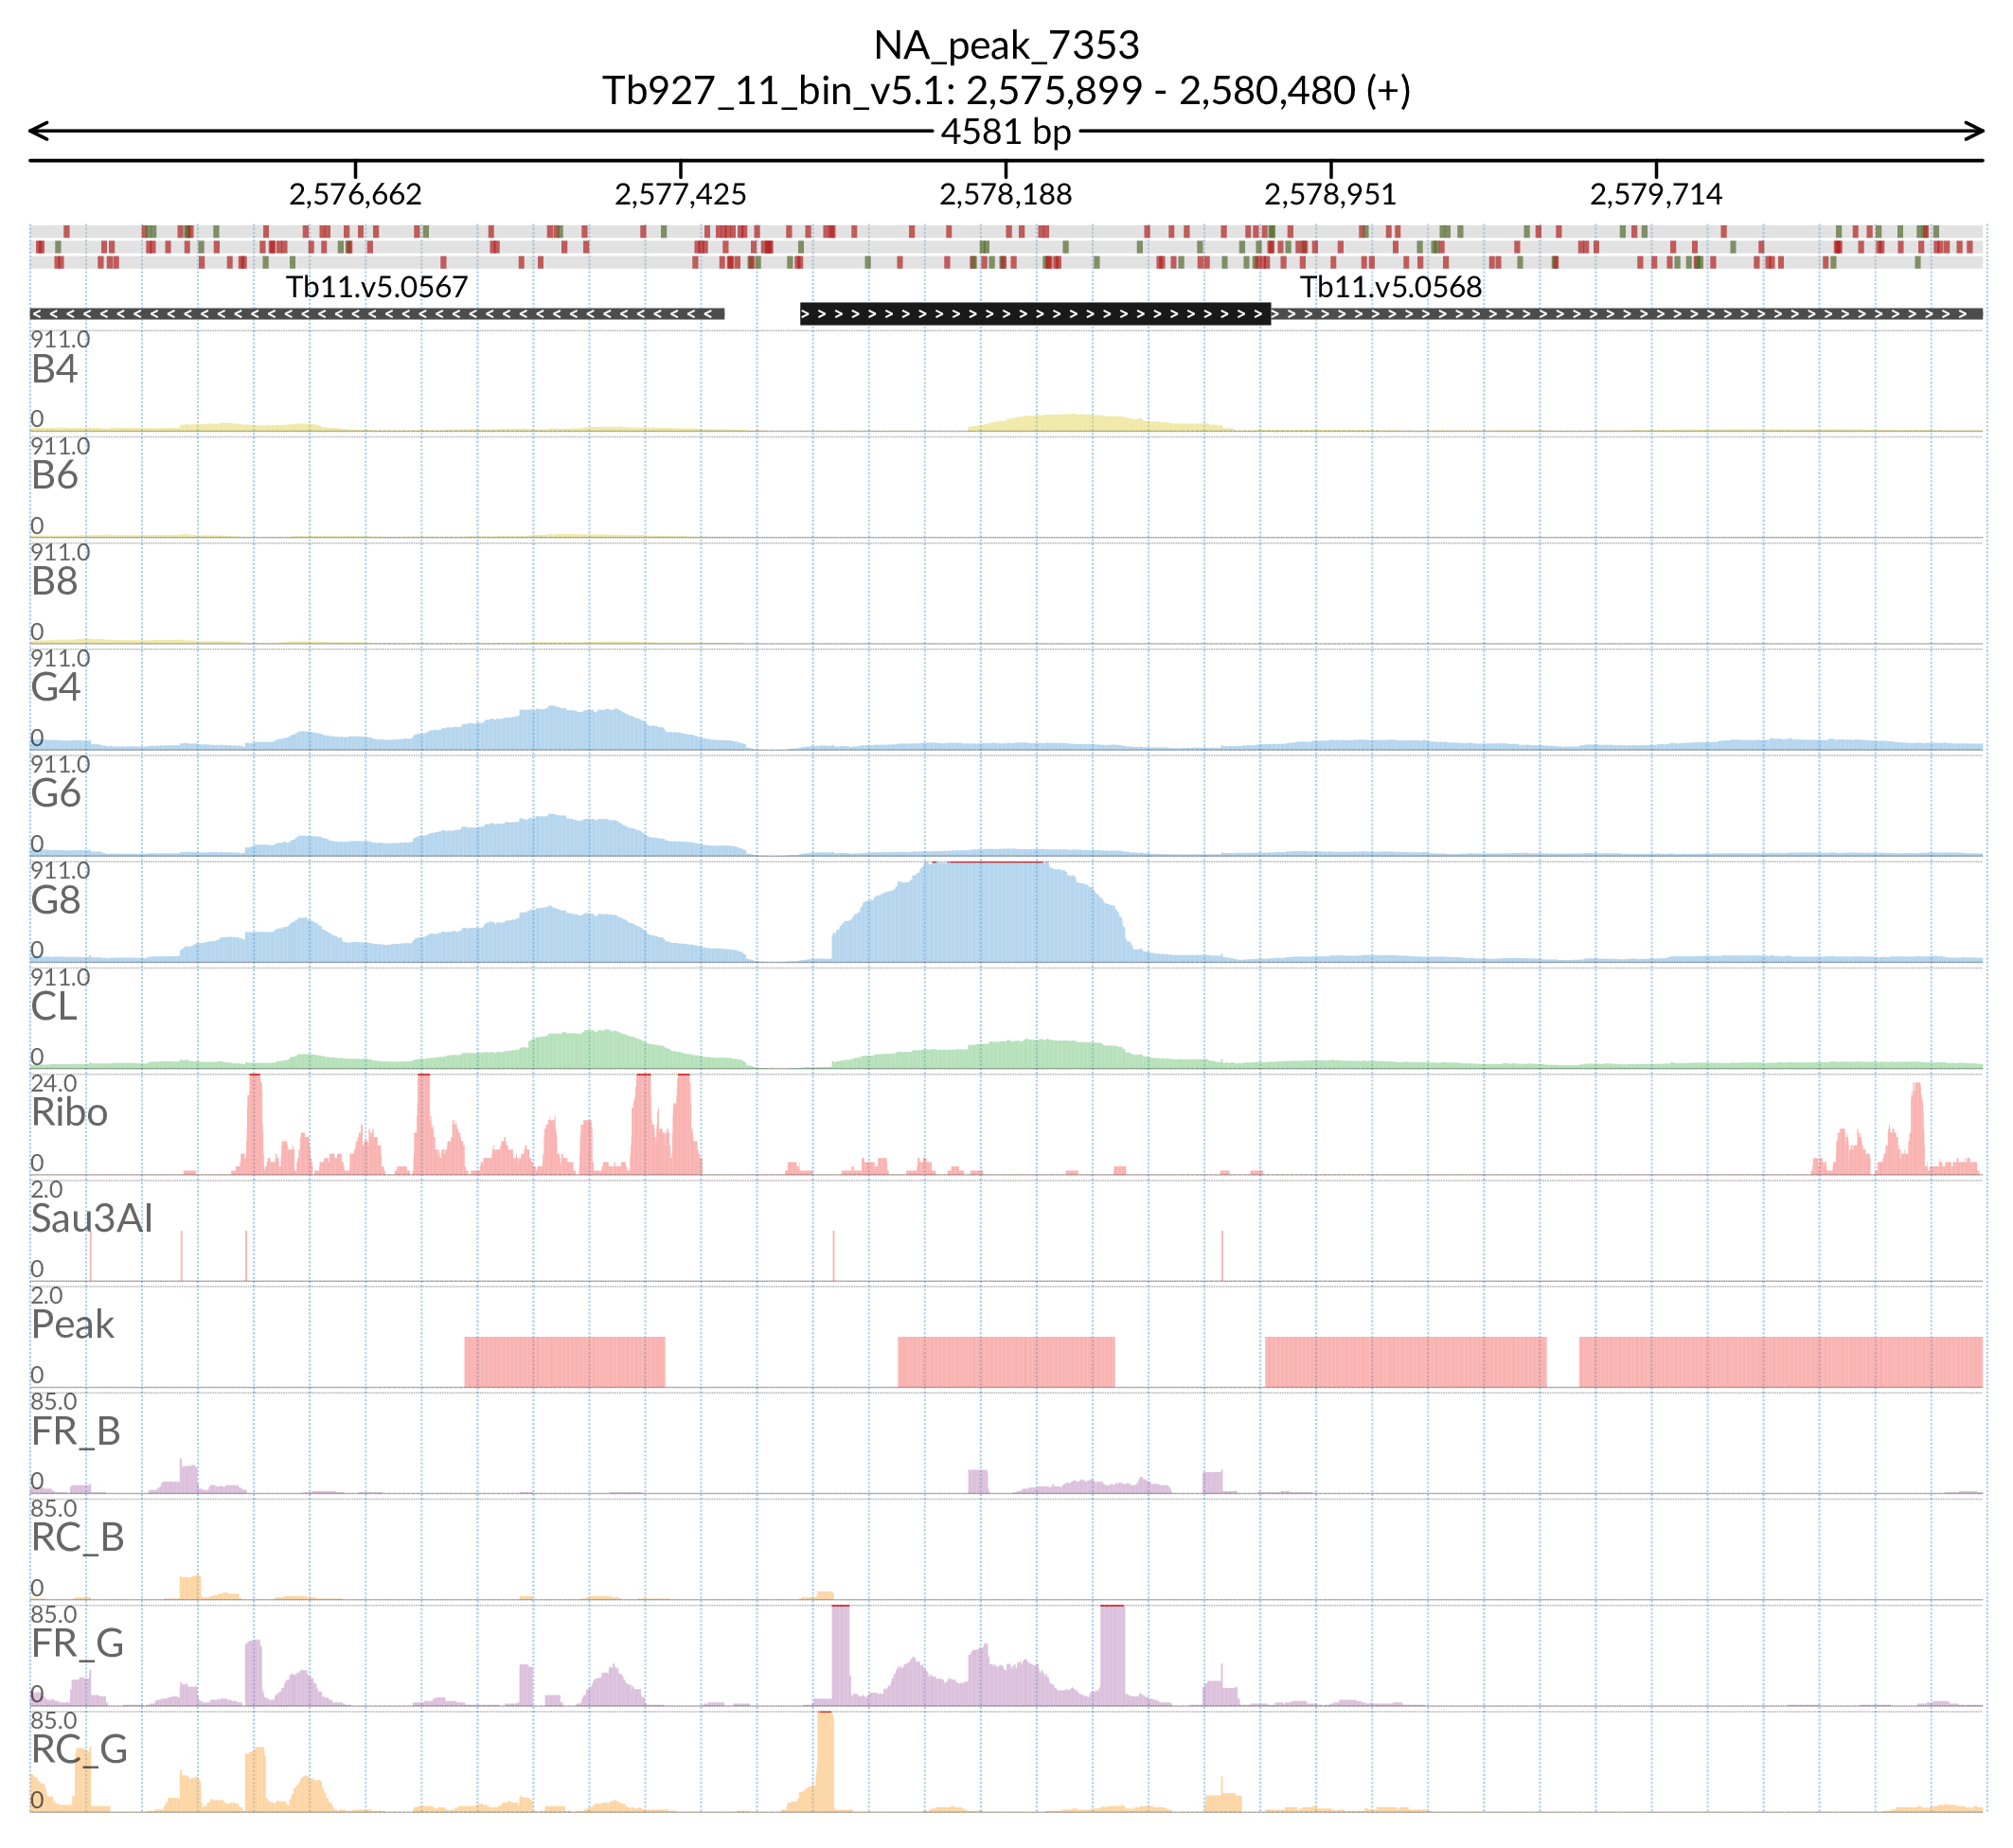 NA_peak_7353
Tb927_11_bin_v5.1: 2,575,899 - 2,580,480 (+)
4581 bp
2,576,662 2,577,425 2,578,188 2,578,951 2,579,714
Tb11.v5.0567 Tb11.v5.0568
911.0
B4
0
911.0
B6
0
911.0
B8
0
911.0
G4
0
911.0
G6
0
911.0
G8
0
911.0
CL
0
24.0
Ribo
0
2.0
Sau3AI
0
2.0
Peak
0
85.0
FR_B
0
85.0
RC_B
0
85.0
FR_G
0
85.0
RC_G
0